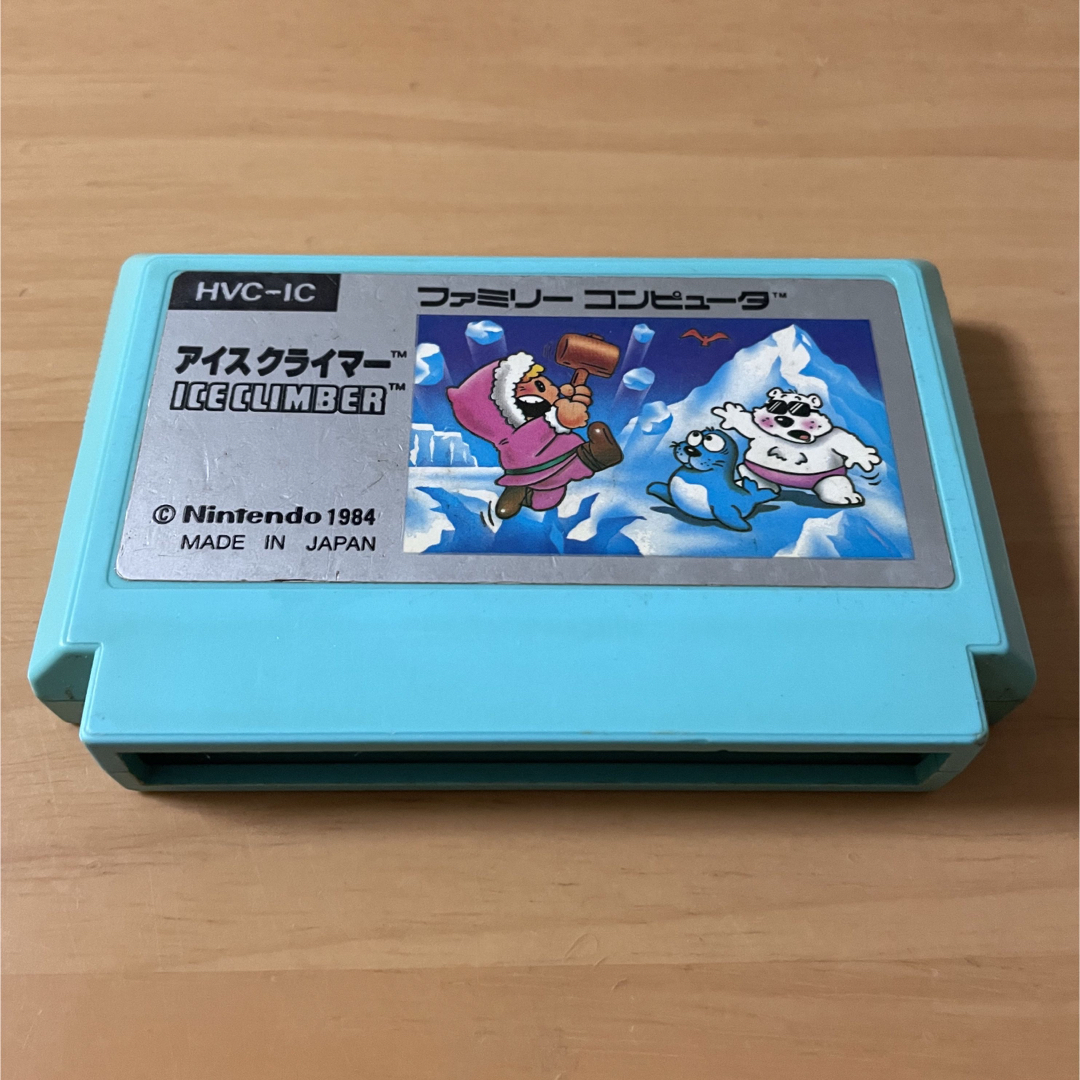 HVC-IC
ファミリー コンピュータ™
アイスクライマー™
ICE CLIMBER™
© Nintendo 1984
MADE IN JAPAN